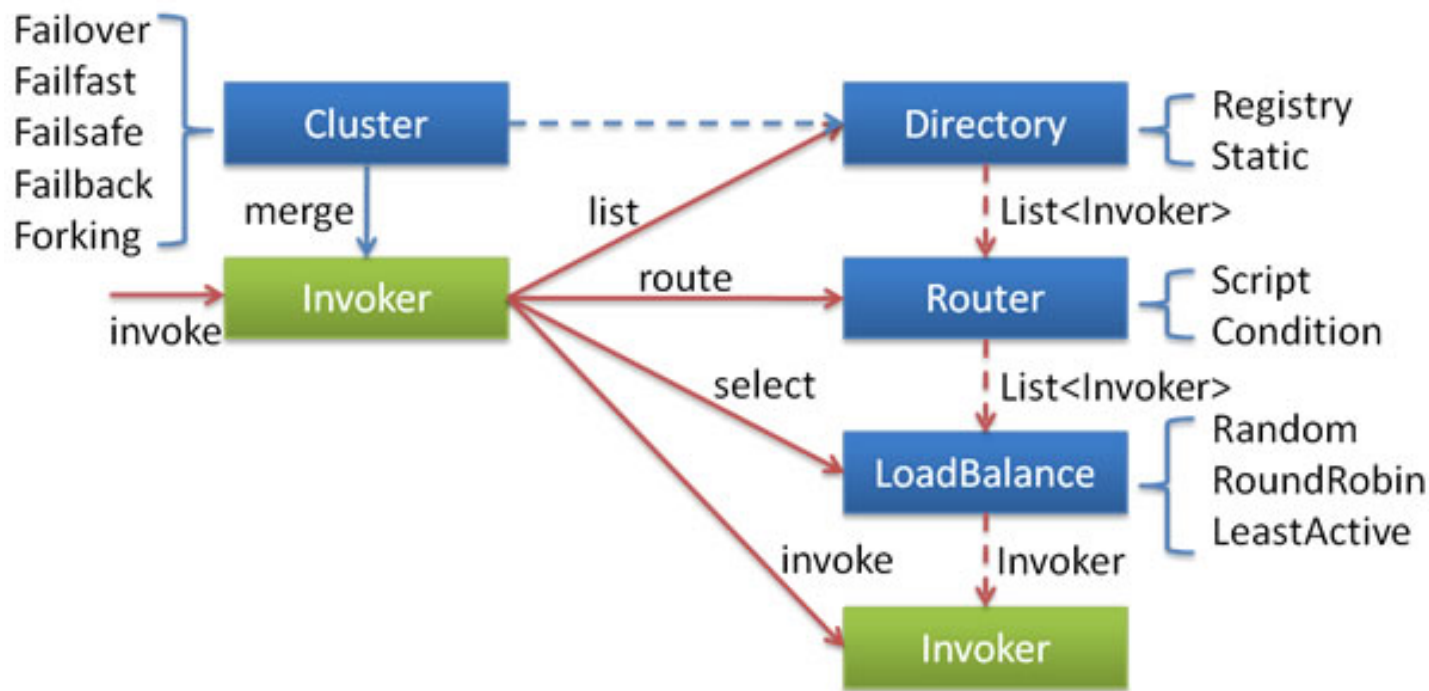 Failover
Failfast
Failsafe
Failback
Forking
Cluster
Directory
Registry
Static
merge
list
List<Invoker>
invoke
Invoker
route
Router
Script
Condition
select
List<Invoker>
LoadBalance
Random
RoundRobin
LeastActive
invoke
Invoker
Invoker